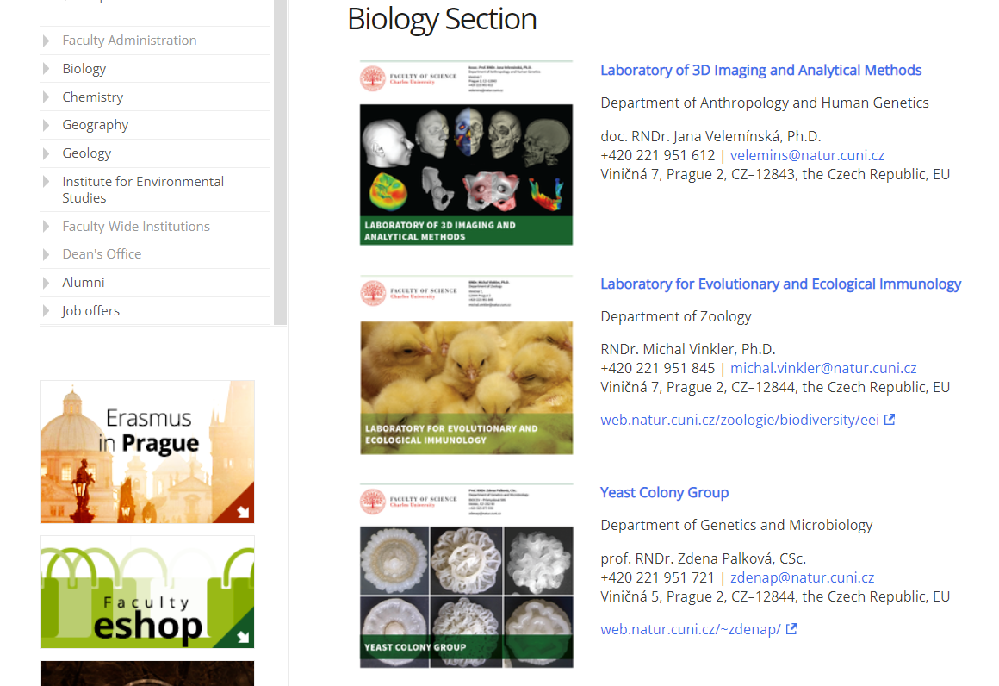 Faculty Administration
Biology
Chemistry
Geography
Geology
Institute for Environmental
Studies
Faculty-Wide Institutions
Dean's Office
Alumni
Job offers
Erasmus
in Prague
Faculty
eshop
Biology Section
FACULTY OF SCIENCE
Charles University
LABORATORY OF 3D IMAGING AND
ANALYTICAL METHODS
Laboratory of 3D Imaging and Analytical Methods
Department of Anthropology and Human Genetics
doc. RNDr. Jana Velemínská, Ph.D.
+420 221 951 612 | velemins@natur.cuni.cz
Viničná 7, Prague 2, CZ–12843, the Czech Republic, EU
FACULTY OF SCIENCE
Charles University
LABORATORY FOR EVOLUTIONARY AND
ECOLOGICAL IMMUNOLOGY
Laboratory for Evolutionary and Ecological Immunology
Department of Zoology
RNDr. Michal Vinkler, Ph.D.
+420 221 951 845 | michal.vinkler@natur.cuni.cz
Viničná 7, Prague 2, CZ–12844, the Czech Republic, EU
web.natur.cuni.cz/zoologie/biodiversity/eei
FACULTY OF SCIENCE
Charles University
YEAST COLONY GROUP
Yeast Colony Group
Department of Genetics and Microbiology
prof. RNDr. Zdena Palková, CSc.
+420 221 951 721 | zdenap@natur.cuni.cz
Viničná 5, Prague 2, CZ–12844, the Czech Republic, EU
web.natur.cuni.cz/~zdenap/